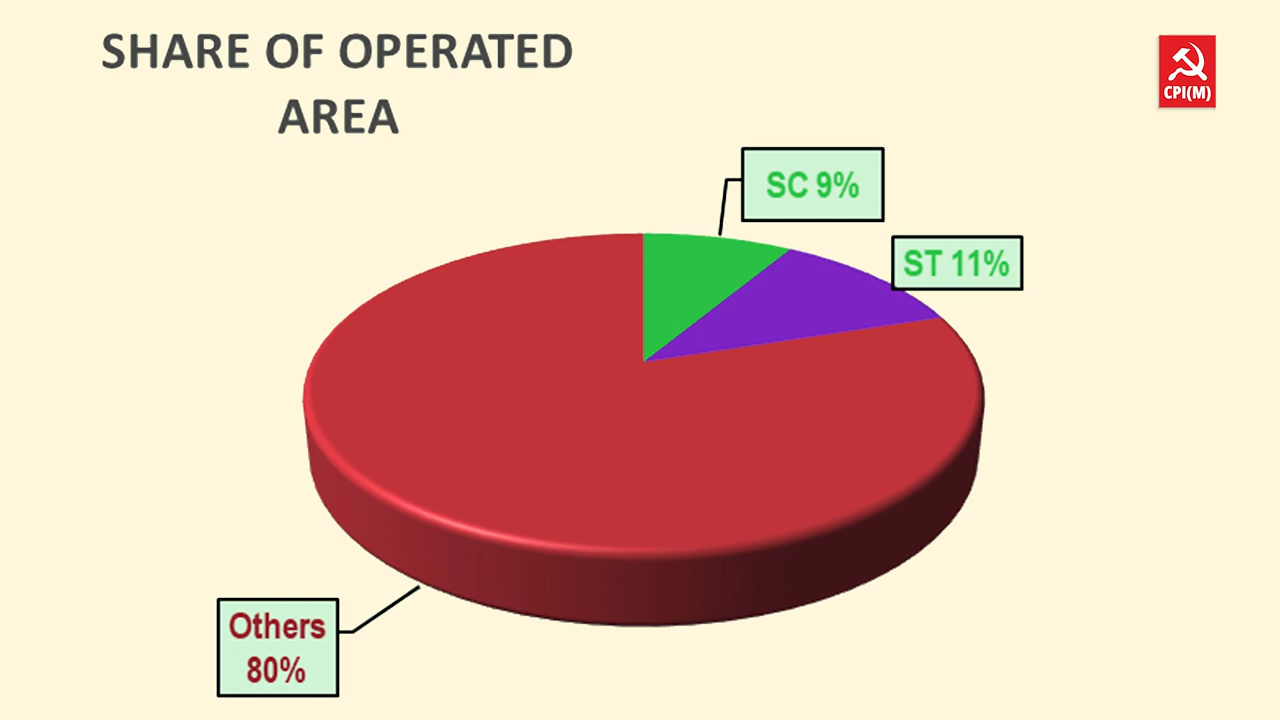 SHARE OF OPERATED
AREA
CPI(M)
SC 9%
ST 11%
Others
80%